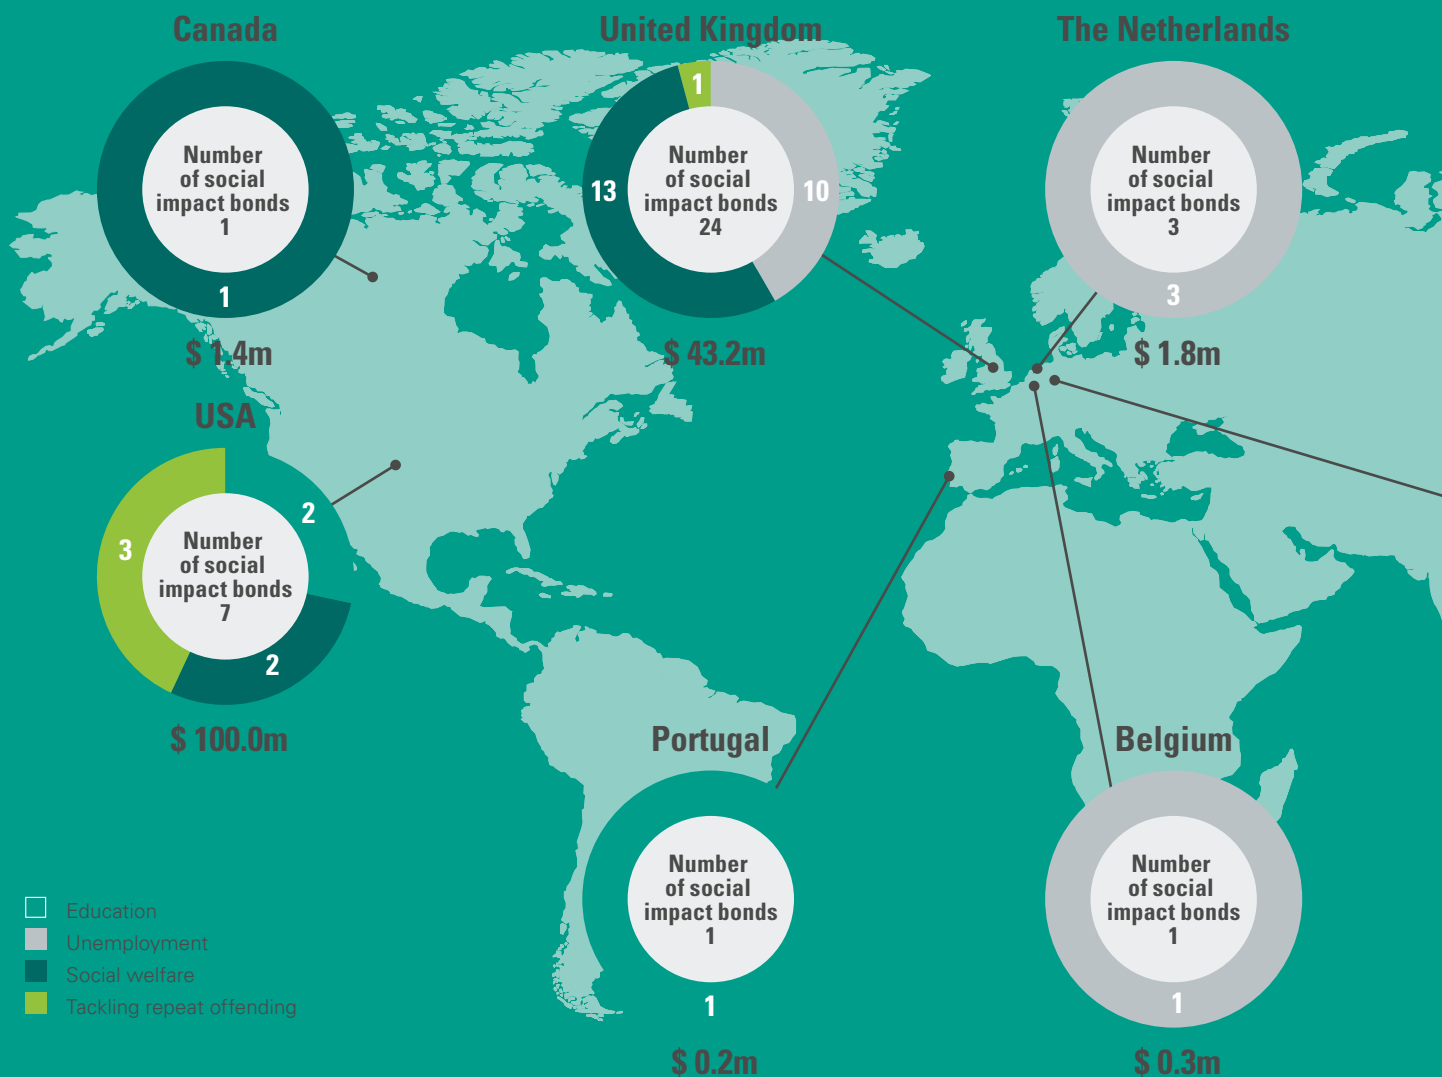 Canada
Number
of social
impact bonds
1
1
$ 1.4m
United Kingdom
1
13
10
Number
of social
impact bonds
24
$ 43.2m
The Netherlands
Number
of social
impact bonds
3
3
$ 1.8m
USA
2
3
Number
of social
impact bonds
7
2
$ 100.0m
Portugal
Number
of social
impact bonds
1
1
$ 0.2m
Belgium
Number
of social
impact bonds
1
1
$ 0.3m
Education
Unemployment
Social welfare
Tackling repeat offending